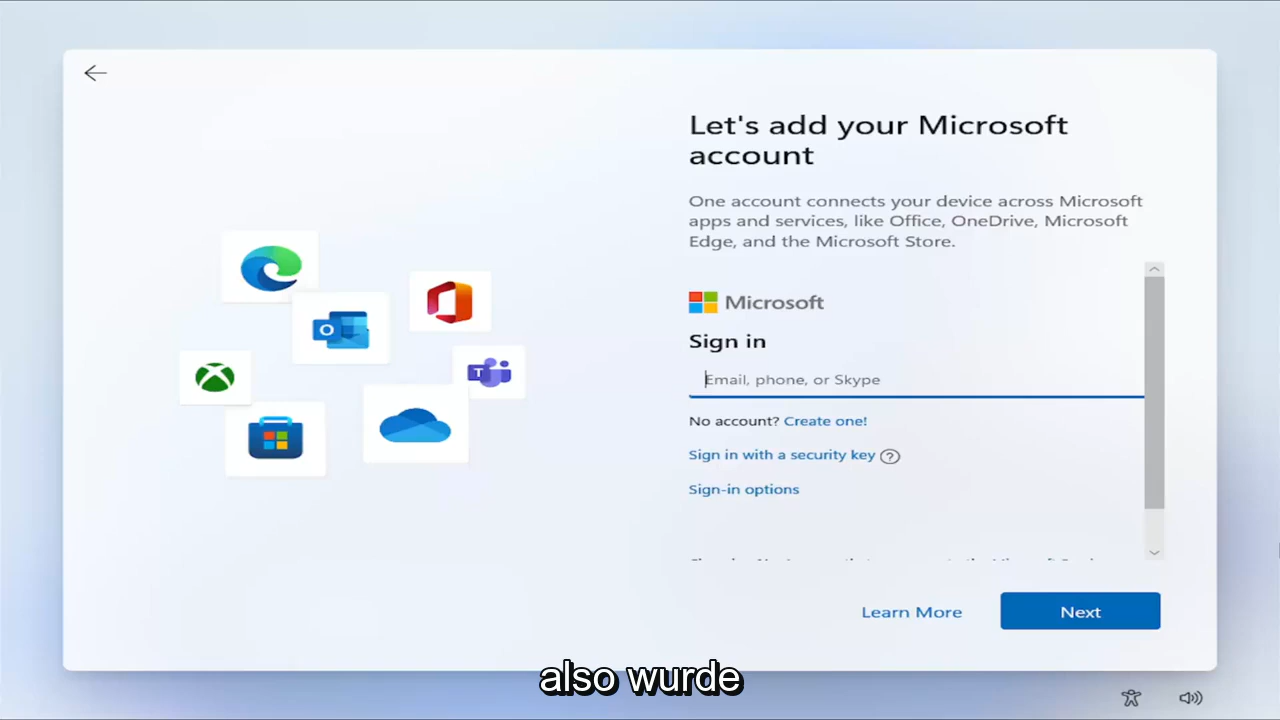 Let's add your Microsoft
account
One account connects your device across Microsoft
apps and services, like Office, OneDrive, Microsoft
Edge, and the Microsoft Store.
Microsoft
Sign in
Email, phone, or Skype
No account? Create one!
Sign in with a security key
Sign-in options
Learn More
Next
also wurde